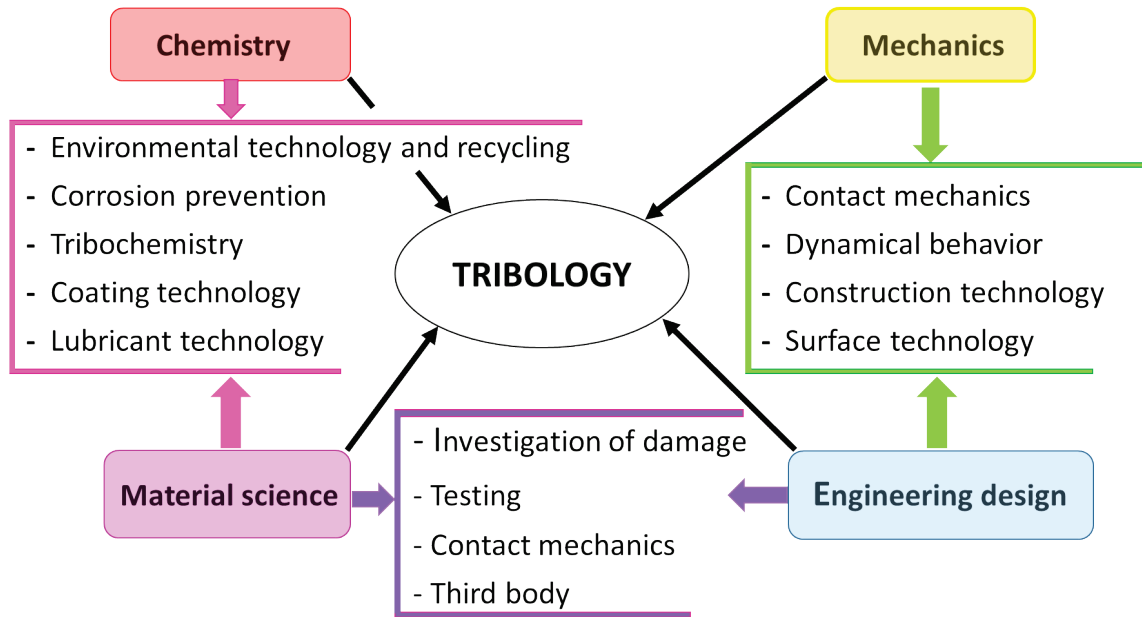 Chemistry
Mechanics
- Environmental technology and recycling
- Corrosion prevention
- Tribochemistry
- Coating technology
- Lubricant technology
TRIBOLOGY
- Contact mechanics
- Dynamical behavior
- Construction technology
- Surface technology
Material science
- Investigation of damage
- Testing
- Contact mechanics
- Third body
Engineering design